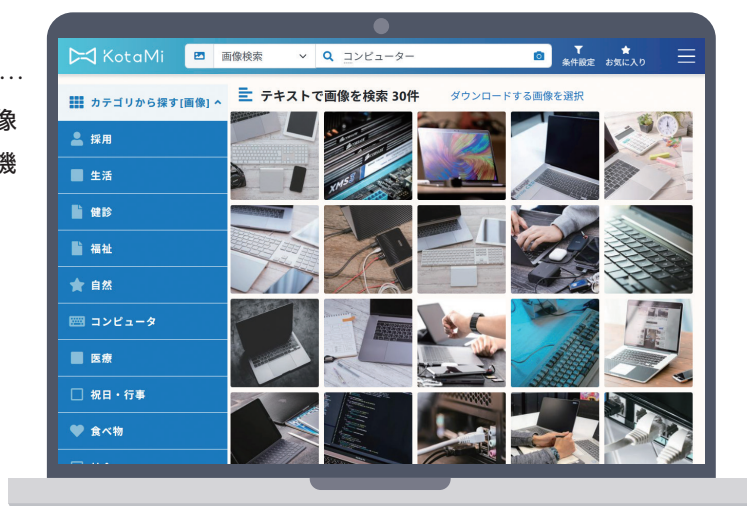 …
像
機
KotaMi
画像検索
コンピューター
条件設定
お気に入り
カテゴリから探す[画像]
テキストで画像を検索 30件
ダウンロードする画像を選択
採用
生活
健診
福祉
自然
コンピュータ
医療
祝日・行事
食べ物
XMS